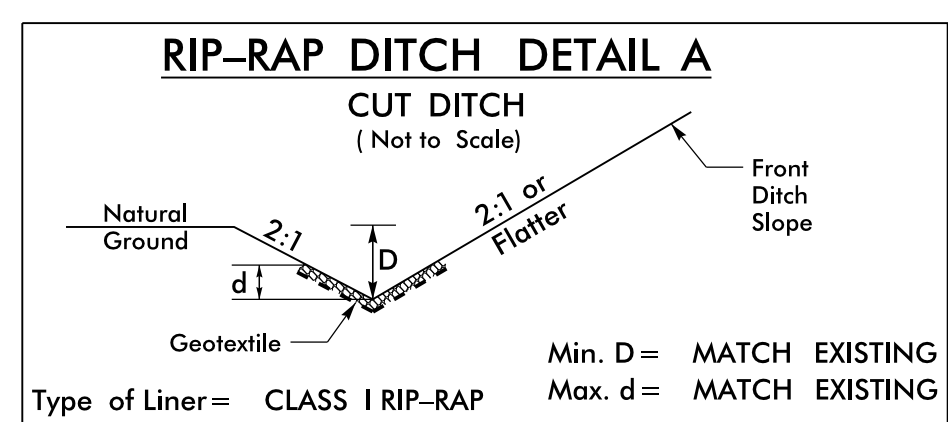 RIP–RAP DITCH DETAIL A
CUT DITCH
( Not to Scale)
Natural
Ground
2:1
D
2:1 or
Flatter
Front
Ditch
Slope
d
Geotextile
Min. D = MATCH EXISTING
Max. d = MATCH EXISTING
Type of Liner = CLASS I RIP–RAP